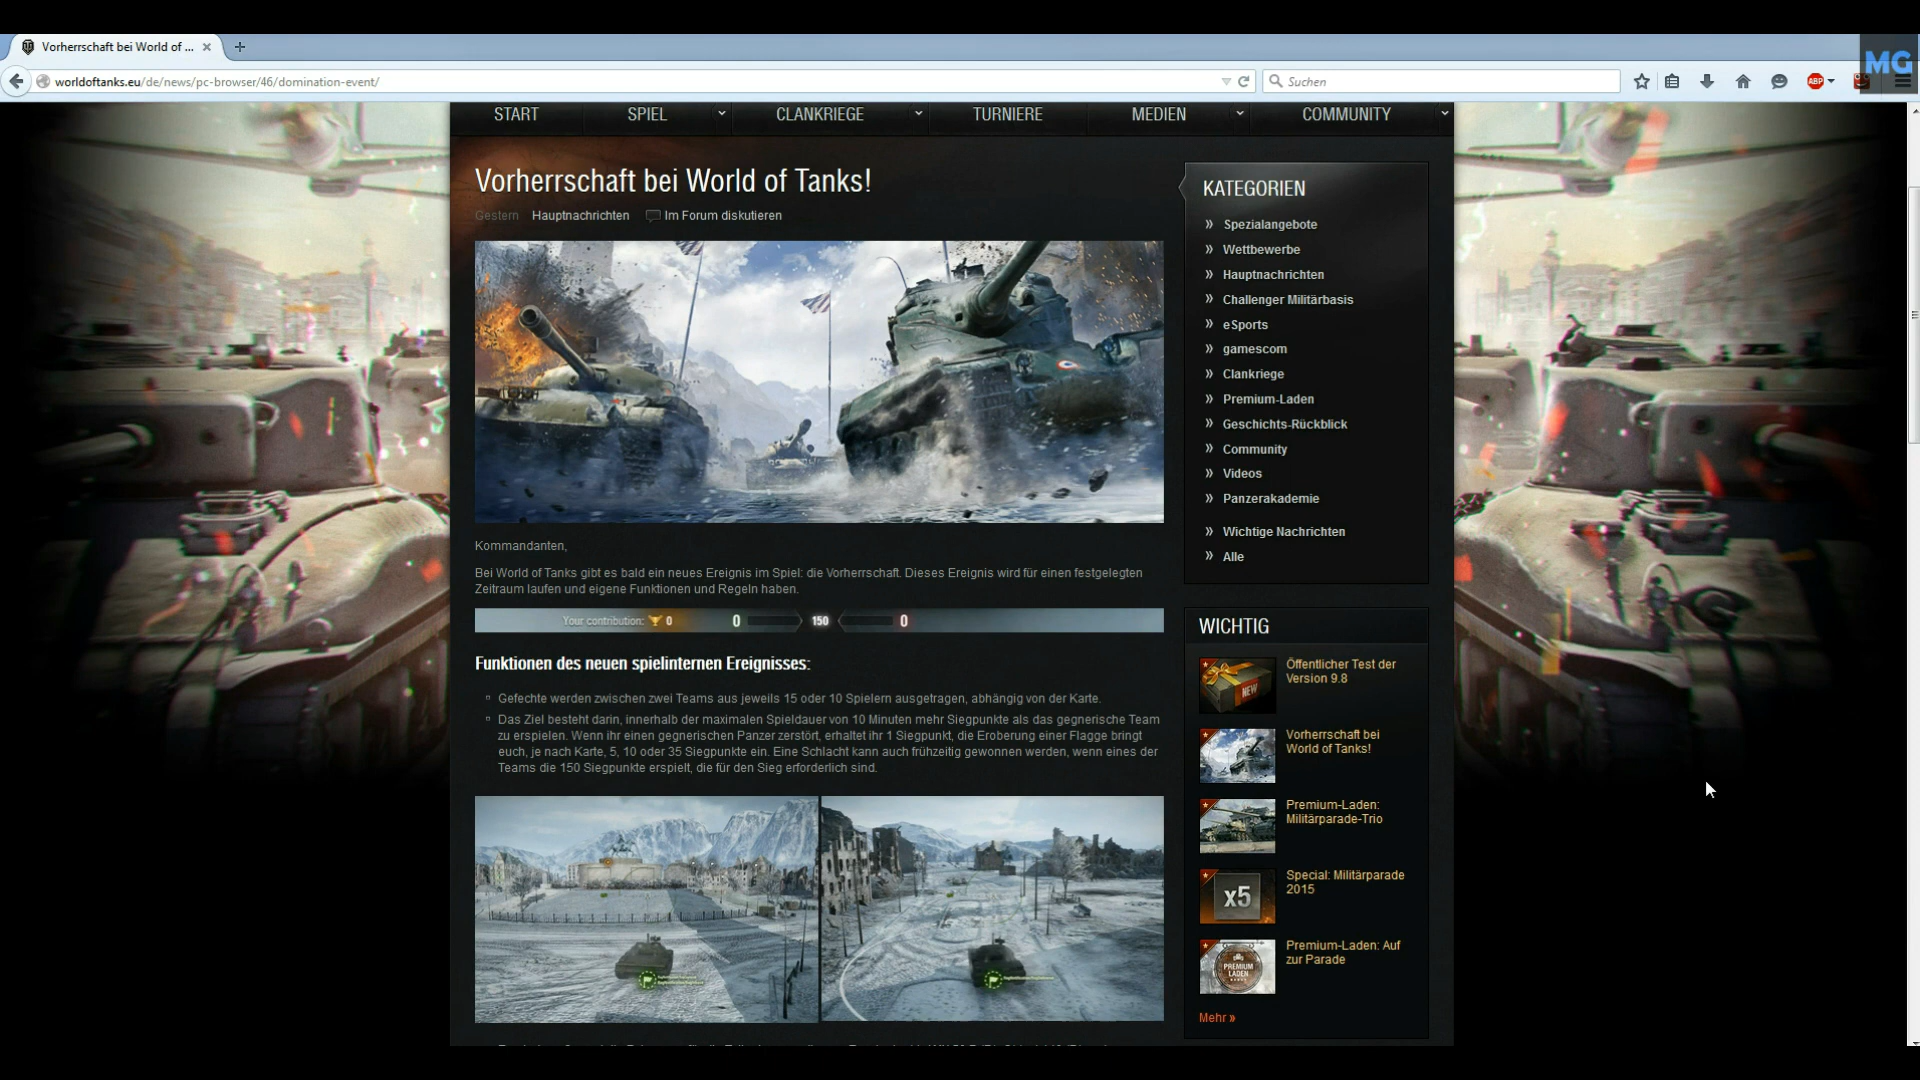 Vorherrschaft bei World of ...
MG
worldoftanks.eu/de/news/pc-browser/46/domination-event/
Suchen
ABP
START SPIEL CLANKRIEGE TURNIERE MEDIEN COMMUNITY
Vorherrschaft bei World of Tanks!
Gestern Hauptnachrichten Im Forum diskutieren
Kommandanten,
Bei World of Tanks gibt es bald ein neues Ereignis im Spiel: die Vorherrschaft. Dieses Ereignis wird für einen festgelegten
Zeitraum laufen und eigene Funktionen und Regeln haben.
Your contribution: 0 0 150 0
Funktionen des neuen spielinternen Ereignisses:
Gefechte werden zwischen zwei Teams aus jeweils 15 oder 10 Spielern ausgetragen, abhängig von der Karte.
Das Ziel besteht darin, innerhalb der maximalen Spieldauer von 10 Minuten mehr Siegpunkte als das gegnerische Team
zu erspielen. Wenn ihr einen gegnerischen Panzer zerstört, erhaltet ihr 1 Siegpunkt, die Eroberung einer Flagge bringt
euch, je nach Karte, 5, 10 oder 35 Siegpunkte ein. Eine Schlacht kann auch frühzeitig gewonnen werden, wenn eines der
Teams die 150 Siegpunkte erspielt, die für den Sieg erforderlich sind.
KATEGORIEN
» Spezialangebote
» Wettbewerbe
» Hauptnachrichten
» Challenger Militärbasis
» eSports
» gamescom
» Clankriege
» Premium-Laden
» Geschichts-Rückblick
» Community
» Videos
» Panzerakademie
» Wichtige Nachrichten
» Alle
WICHTIG
NEW
Öffentlicher Test der
Version 9.8
Vorherrschaft bei
World of Tanks!
Premium-Laden:
Militärparade-Trio
x5
Special: Militärparade
2015
PREMIUM
LADEN
Premium-Laden: Auf
zur Parade
Mehr »